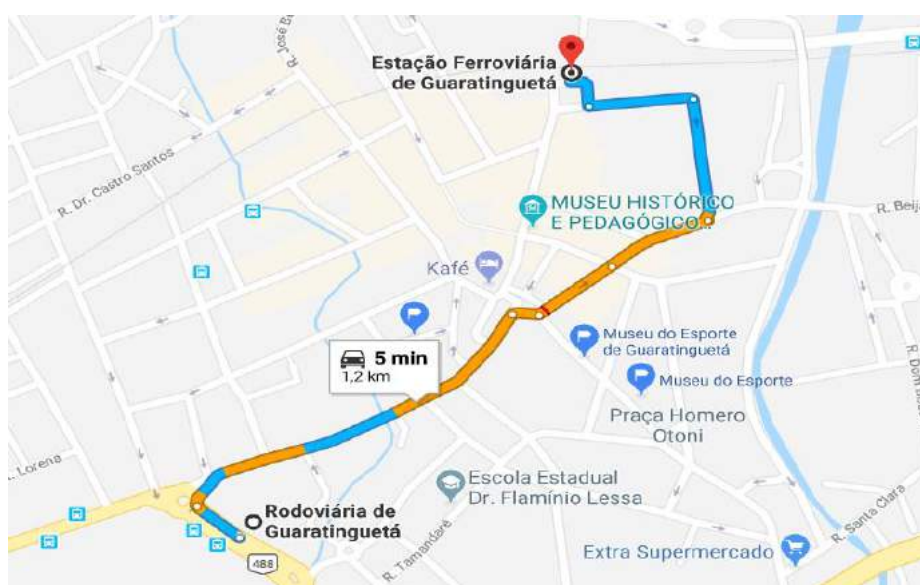 R. José B
Estação Ferroviária
de Guaratinguetá
R. Dr. Castro Santos
MUSEU HISTÓRICO
E PEDAGÓGICO...
R. Beija
Kafé
Museu do Esporte
de Guaratinguetá
5 min
1,2 km
Museu do Esporte
Praça Homero
Otoni
R. Lorena
Escola Estadual
Dr. Flamínio Lessa
Rodoviária de
Guaratinguetá
R. Tamandaré
R. Santa Clara
Extra Supermercado
488